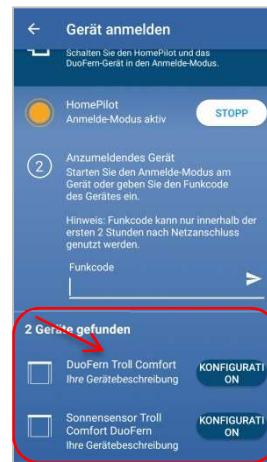 Gerät anmelden
Schalten Sie den HomePilot und das
DuoFern-Gerät in den Anmelde-Modus.
HomePilot
Anmelde-Modus aktiv
STOPP
2
Anzumeldendes Gerät
Starten Sie den Anmelde-Modus am
Gerät oder geben Sie den Funkcode
des Gerätes ein.
Hinweis: Funkcode kann nur innerhalb der
ersten 2 Stunden nach Netzanschluss
genutzt werden.
Funkcode
2 Geräte gefunden
DuoFern Troll Comfort
Ihre Gerätebeschreibung
KONFIGURATI
ON
Sonnensensor Troll
Comfort DuoFern
Ihre Gerätebeschreibung
KONFIGURATI
ON